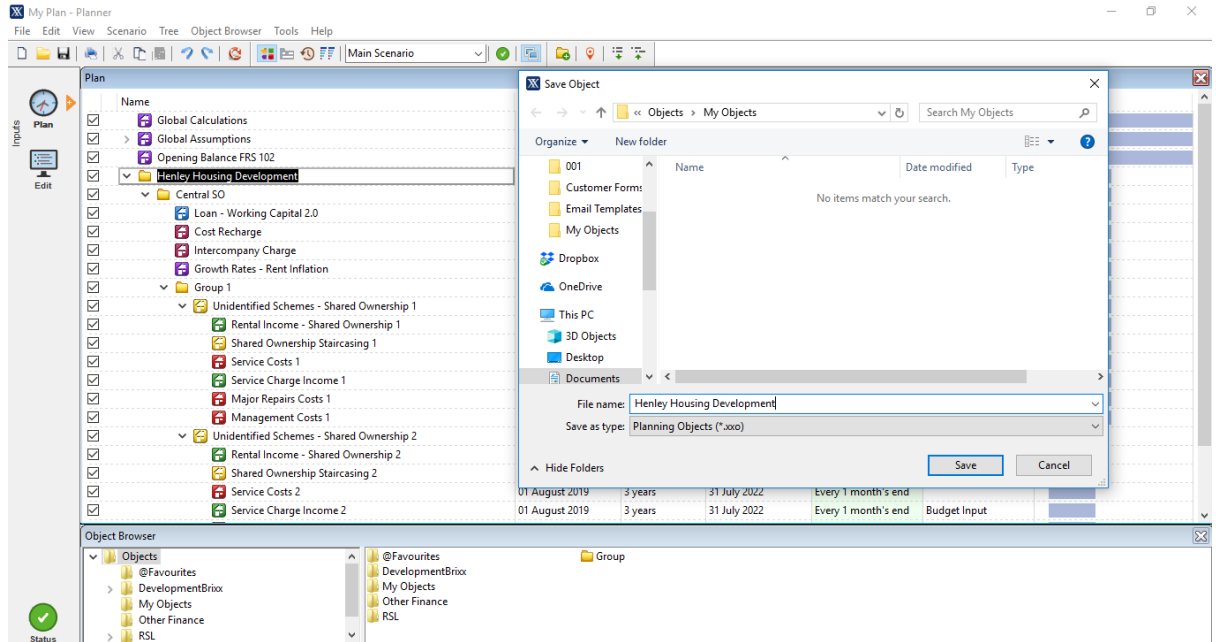 My Plan - Planner
File Edit View Scenario Tree Object Browser Tools Help
Main Scenario
Inputs
Plan
Edit
Status
Plan
Name
Global Calculations
Global Assumptions
Opening Balance FRS 102
Henley Housing Development
Central SO
Loan - Working Capital 2.0
Cost Recharge
Intercompany Charge
Growth Rates - Rent Inflation
Group 1
Unidentified Schemes - Shared Ownership 1
Rental Income - Shared Ownership 1
Shared Ownership Staircasing 1
Service Costs 1
Service Charge Income 1
Major Repairs Costs 1
Management Costs 1
Unidentified Schemes - Shared Ownership 2
Rental Income - Shared Ownership 2
Shared Ownership Staircasing 2
Service Costs 2 01 August 2019 3 years 31 July 2022 Every 1 month's end
Service Charge Income 2 01 August 2019 3 years 31 July 2022 Every 1 month's end Budget Input
Save Object
« Objects › My Objects
Search My Objects
Organize New folder
001
Customer Forms
Email Templates
My Objects
Dropbox
OneDrive
This PC
3D Objects
Desktop
Documents
Name Date modified Type
No items match your search.
File name: Henley Housing Development
Save as type: Planning Objects (*.xxo)
Hide Folders
Save Cancel
Object Browser
Objects
@Favourites
DevelopmentBrixx
My Objects
Other Finance
RSL
@Favourites
DevelopmentBrixx
My Objects
Other Finance
RSL
Group